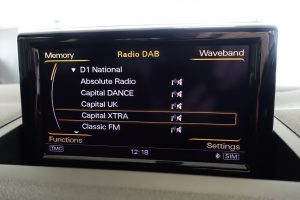 Memory
Radio DAB
Waveband
D1 National
Absolute Radio
Capital DANCE
Capital UK
Capital XTRA
Classic FM
Functions
Settings
TMC
12:18
SIM